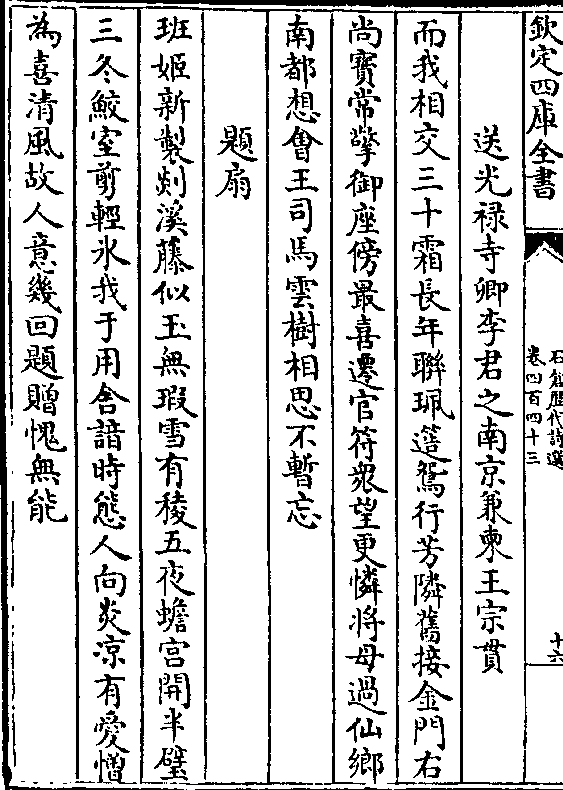 欽定四庫全書
石倉歷代詩選
卷四百四十三
十六
送光禄寺卿李君之南京兼柬王宗貫
而我相交三十霜長年聯珮簉鴛行芳隣舊接金門右
尚寳常擎御座傍最喜遷官符衆望更憐將母過仙鄉
南都想㑹王司馬雲樹相思不暫忘
題扇
班姬新製剡溪藤似玉無瑕雪有稜五夜蟾宫開半璧
三冬鮫室剪輕氷我于用舍諳時態人向炎凉有愛憎
為喜清風故人意幾回題贈愧無能